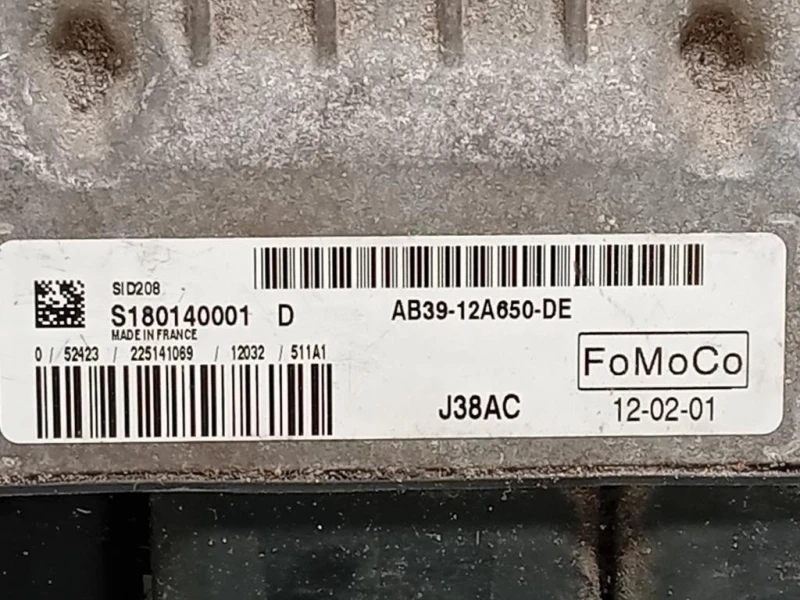 SID208
S180140001 D
MADE IN FRANCE
0 / 52423 / 225141069 / 12032 / 511A1
AB39-12A650-DE
FoMoCo
J38AC
12-02-01